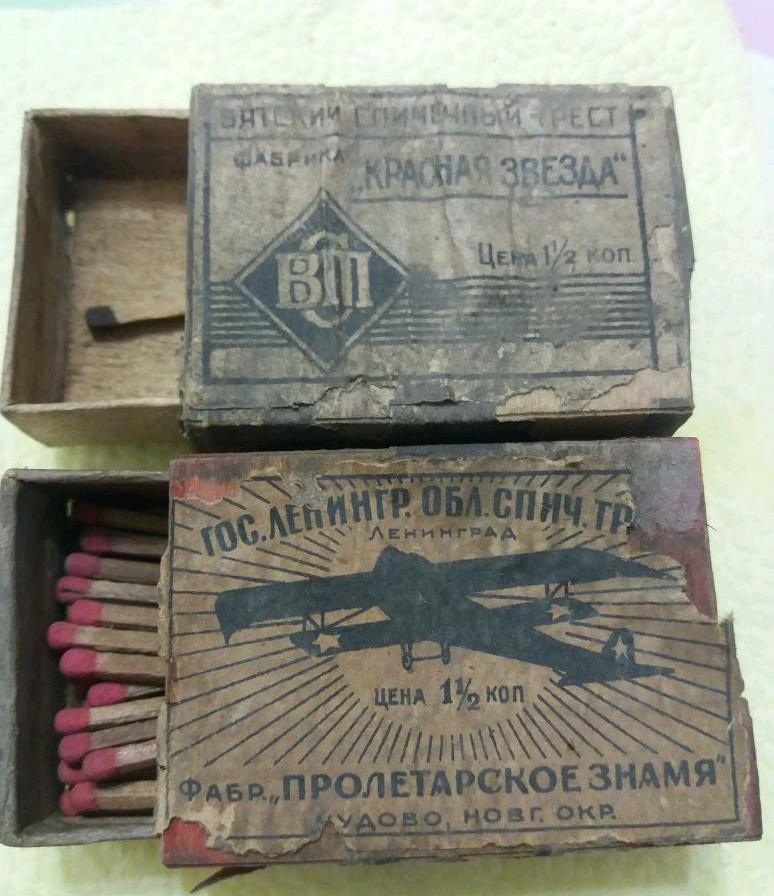 ВЯТСКИЙ СПИЧЕЧНЫЙ ТРЕСТ
ФАБРИКА
„КРАСНАЯ ЗВЕЗДА“
ВСТ
ЦЕНА 1½ КОП.
ГОС. ЛЕНИНГР. ОБЛ. СПИЧ. ТР
ЛЕНИНГРАД
ЦЕНА 1½ КОП
ФАБР. „ПРОЛЕТАРСКОЕ ЗНАМЯ“
ЧУДОВО, НОВГ. ОКР.